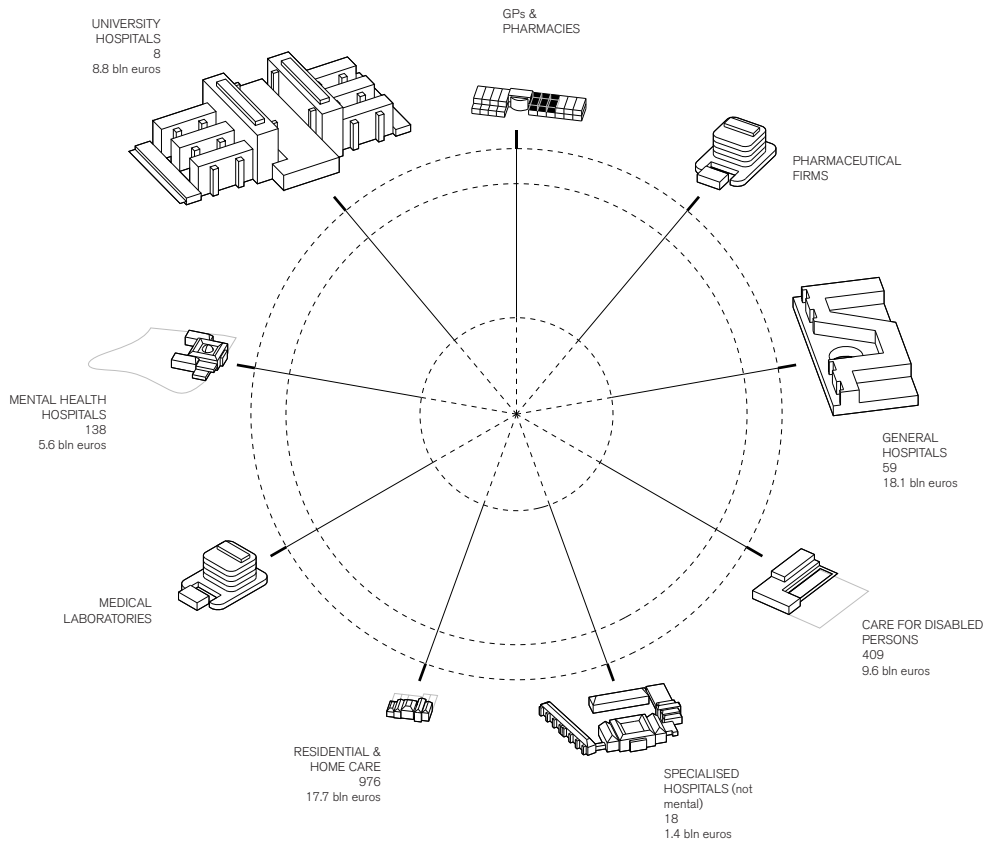 GPs &
PHARMACIES
UNIVERSITY
HOSPITALS
8
8.8 bln euros
PHARMACEUTICAL
FIRMS
MENTAL HEALTH
HOSPITALS
138
5.6 bln euros
GENERAL
HOSPITALS
59
18.1 bln euros
MEDICAL
LABORATORIES
CARE FOR DISABLED
PERSONS
409
9.6 bln euros
RESIDENTIAL &
HOME CARE
976
17.7 bln euros
SPECIALISED
HOSPITALS (not
mental)
18
1.4 bln euros